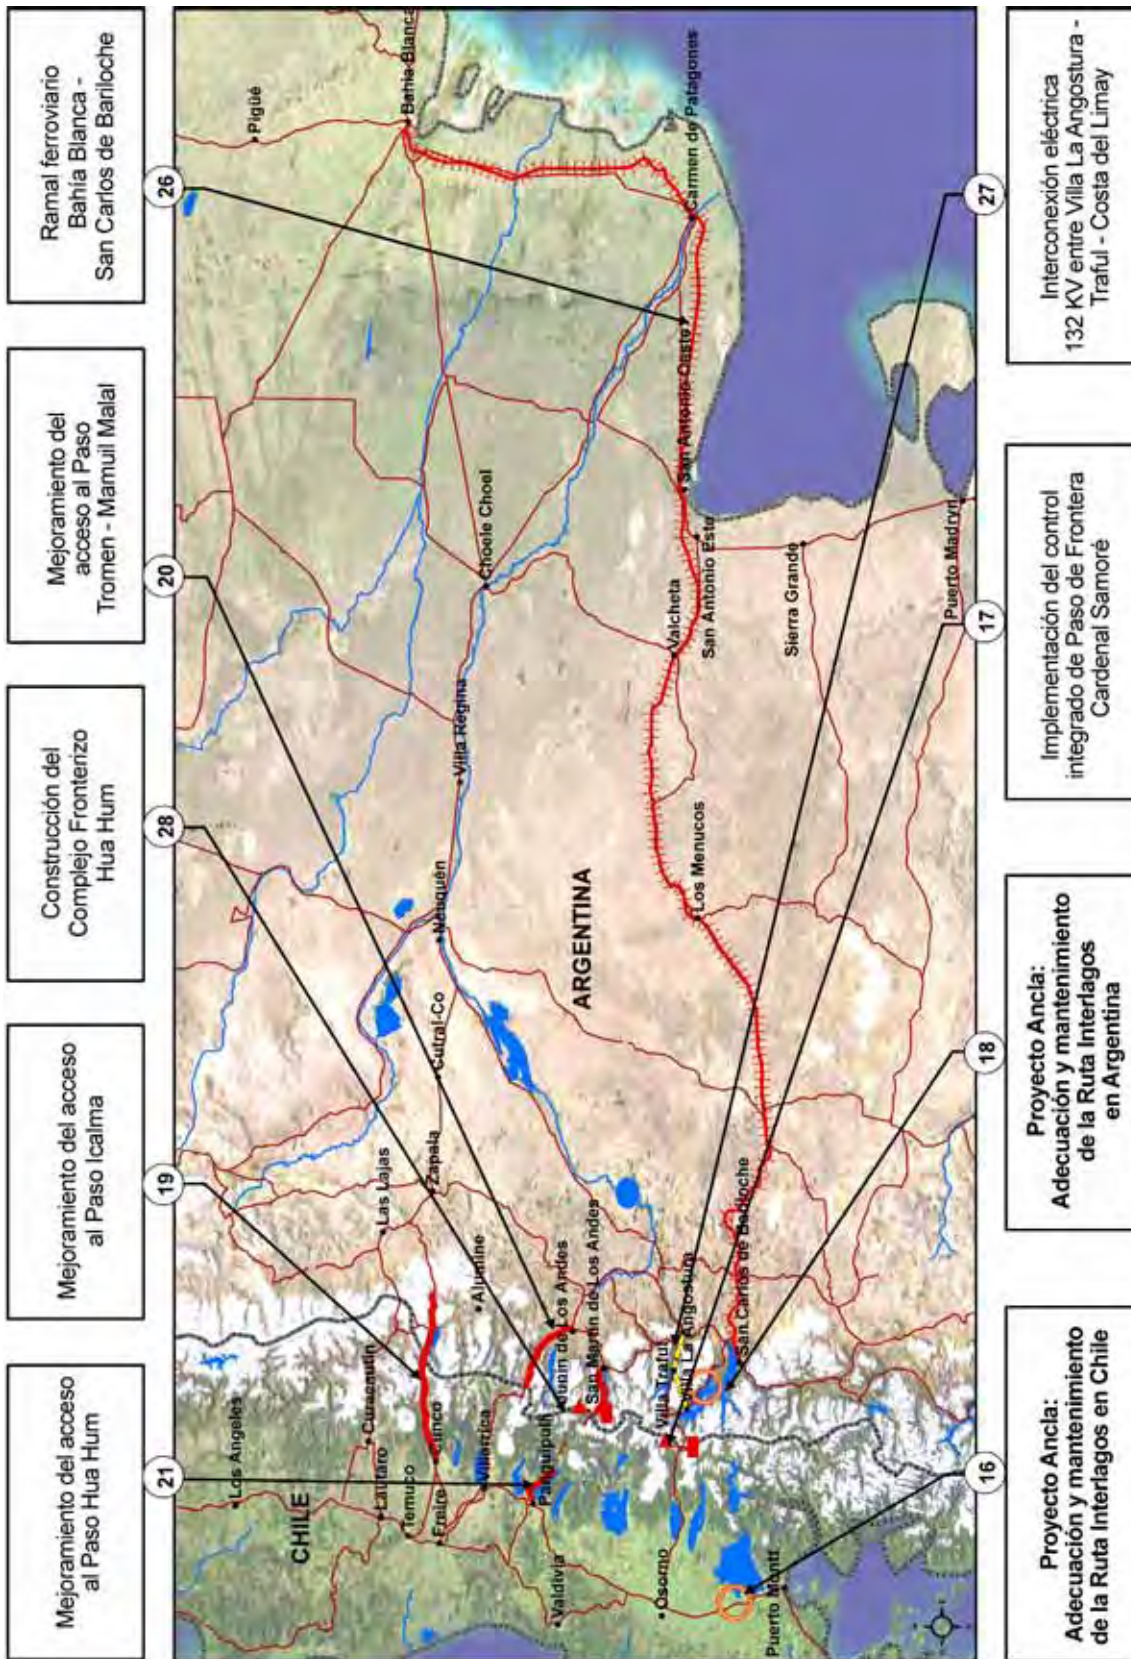 Mejoramiento del acceso
al Paso Hua Hum
21
Mejoramiento del acceso
al Paso Icalma
19
Construcción del
Complejo Fronterizo
Hua Hum
28
Mejoramiento del
acceso al Paso
Tromen - Mamuil Malal
20
Ramal ferroviario
Bahía Blanca -
San Carlos de Bariloche
26
Los Angeles
Pigüé
CHILE
Lautaro
Curacautín
Las Lajas
Bahía Blanca
Temuco
Freire
Cunco
Zapala
Cutral-Co
Neuquén
Villa Regina
Choele Choel
Villarrica
Alumine
Panguipulli
Junín de Los Andes
San Martín de Los Andes
Valdivia
ARGENTINA
Osorno
Villa Traful
Villa La Angostura
San Carlos de Bariloche
Los Menucos
Valcheta
San Antonio Oeste
San Antonio Este
Carmen de Patagones
Sierra Grande
Puerto Montt
Puerto Madryn
16
Proyecto Ancla:
Adecuación y mantenimiento
de la Ruta Interlagos en Chile
18
Proyecto Ancla:
Adecuación y mantenimiento
de la Ruta Interlagos
en Argentina
17
Implementación del control
integrado de Paso de Frontera
Cardenal Samoré
27
Interconexión eléctrica
132 KV entre Villa La Angostura -
Traful - Costa del Limay